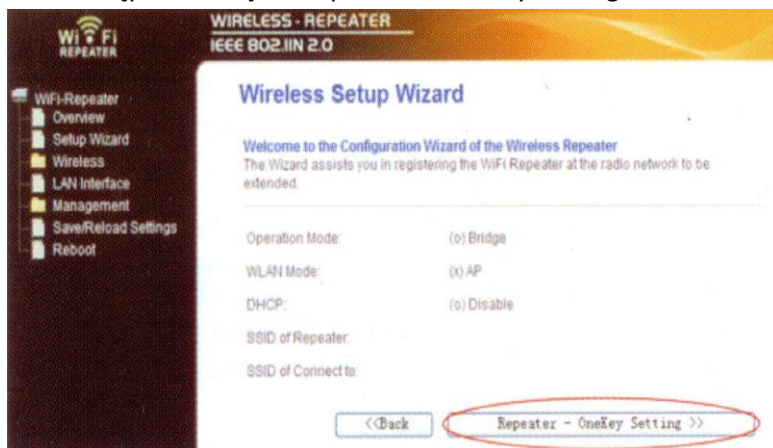 Wi Fi
REPEATER
WIRELESS - REPEATER
IEEE 802.11N 2.0
WiFi-Repeater
Overview
Setup Wizard
Wireless
LAN Interface
Management
Save/Reload Settings
Reboot
Wireless Setup Wizard
Welcome to the Configuration Wizard of the Wireless Repeater
The Wizard assists you in registering the WiFi Repeater at the radio network to be
extended.
Operation Mode: (o) Bridge
WLAN Mode: (x) AP
DHCP: (o) Disable
SSID of Repeater:
SSID of Connect to:
<<Back
Repeater - OneKey Setting >>